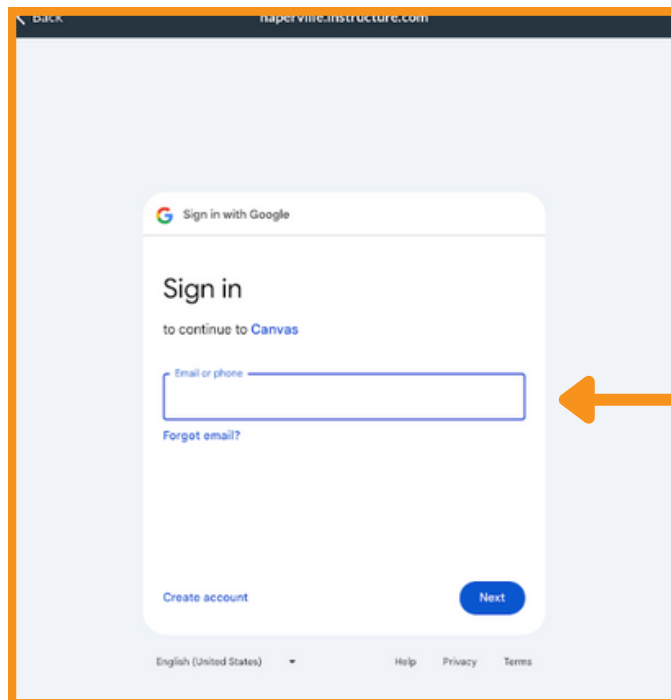 Back naperville.instructure.com
Sign in with Google
Sign in
to continue to Canvas
Email or phone
Forgot email?
Create account Next
English (United States) Help Privacy Terms